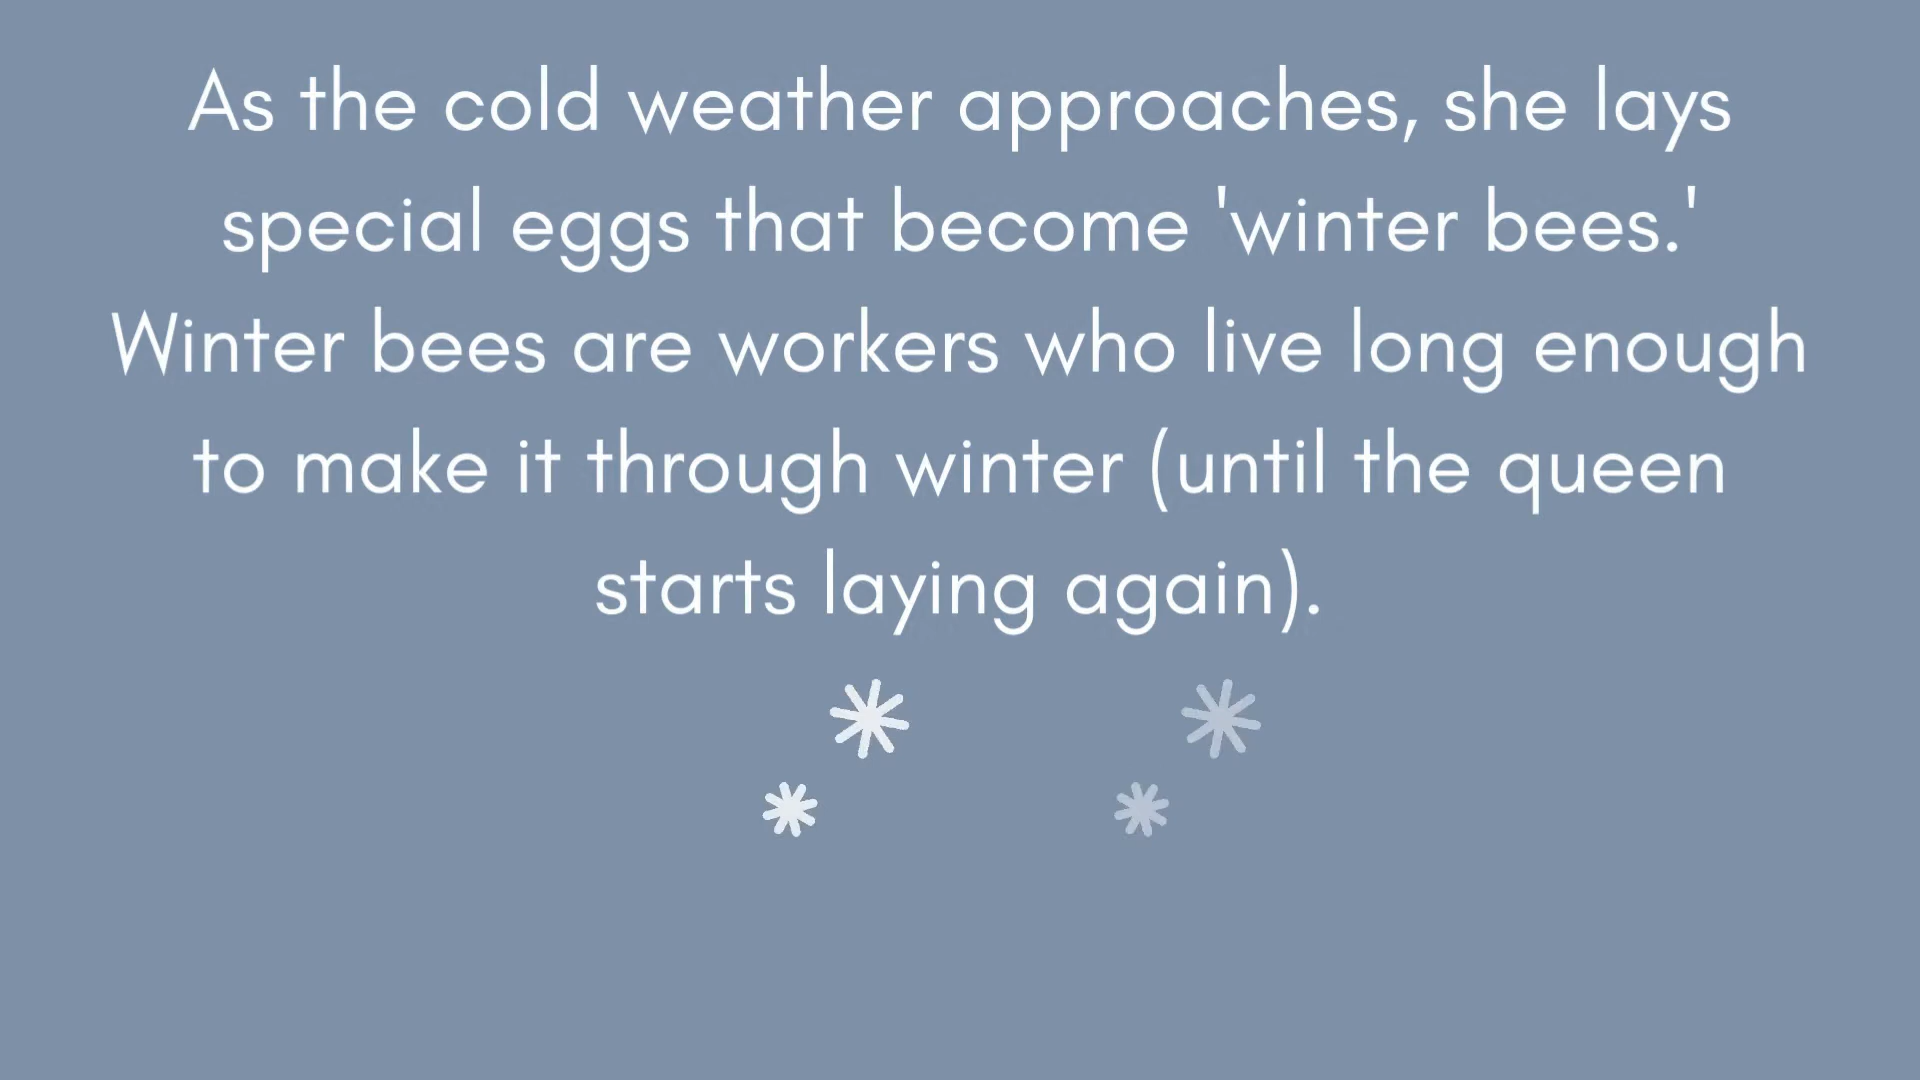 As the cold weather approaches, she lays
special eggs that become 'winter bees.'
Winter bees are workers who live long enough
to make it through winter (until the queen
starts laying again).